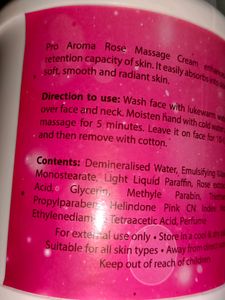 Pro Aroma Rose Massage Cream enhances
retention capacity of skin. It easily absorbs into
soft, smooth and radiant skin.
Direction to use: Wash face with lukewarm
over face and neck. Moisten hand with cold water
massage for 5 minutes. Leave it on face for
and then remove with cotton.
Contents: Demineralised Water, Emulsifying
Monostearate, Light Liquid Paraffin, Rose
Acid, Glycerin, Methyle Parabin,
Propylparaben, Helindone Pink CN
Ethylenediamine Tetraacetic Acid, Perfume
For external use only • Store in a cool & dry
Suitable for all skin types • Away from direct
Keep out of reach of children